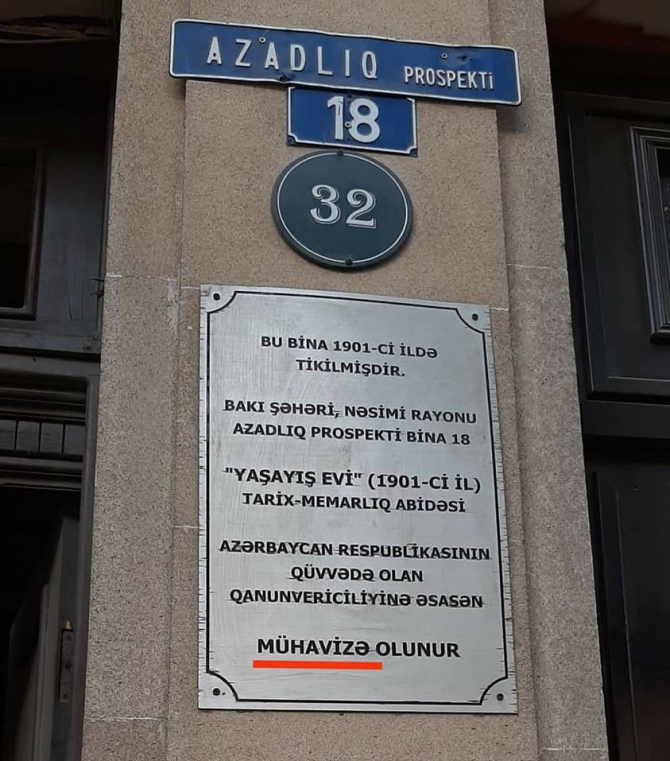 AZADLIQ PROSPEKTİ
18
32
BU BİNA 1901-Cİ İLDƏ
TİKİLMİŞDİR.
BAKI ŞƏHƏRİ, NƏSİMİ RAYONU
AZADLIQ PROSPEKTİ BİNA 18
"YAŞAYIŞ EVİ" (1901-Cİ İL)
TARİX-MEMARLIQ ABİDƏSİ
AZƏRBAYCAN RESPUBLİKASININ
QÜVVƏDƏ OLAN
QANUNVERİCİLİYİNƏ ƏSASƏN
MÜHAVİZƏ OLUNUR